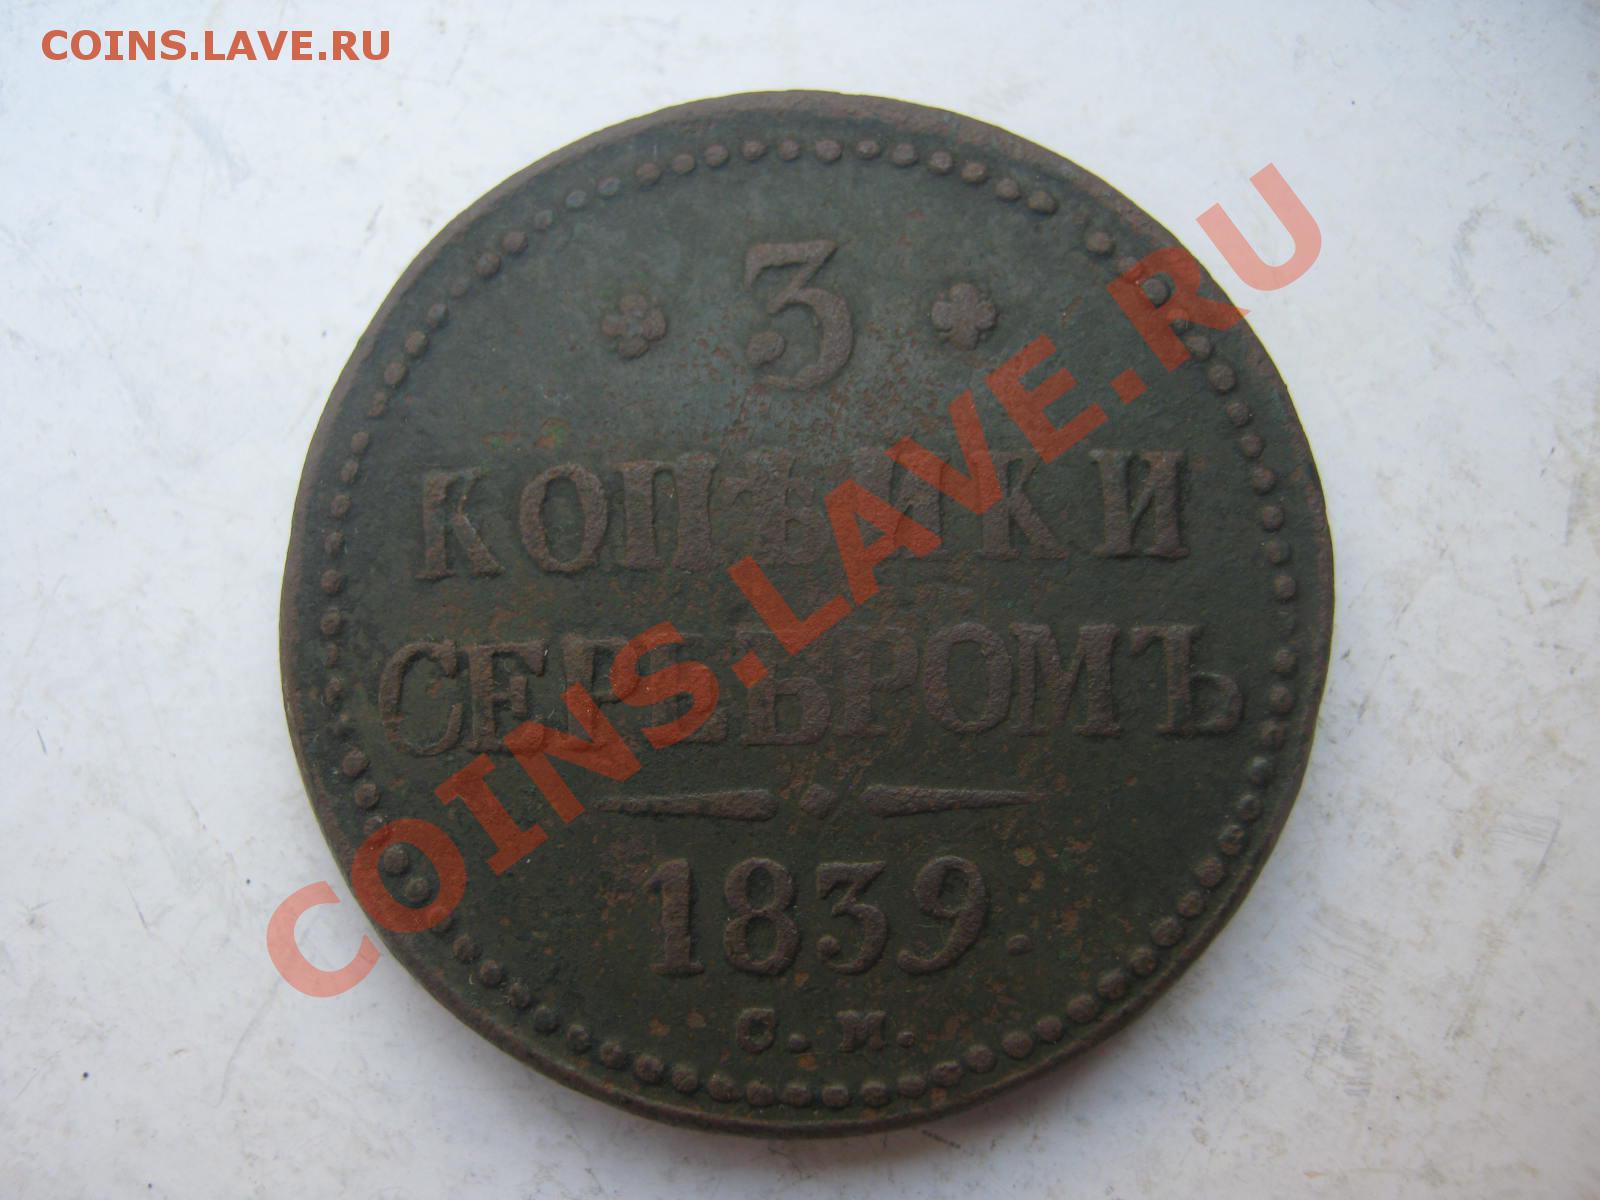 COINS.LAVE.RU
3
КОПѢЙКИ
СЕРЕБРОМЪ
1839.
С. М.
COINS.LAVE.RU